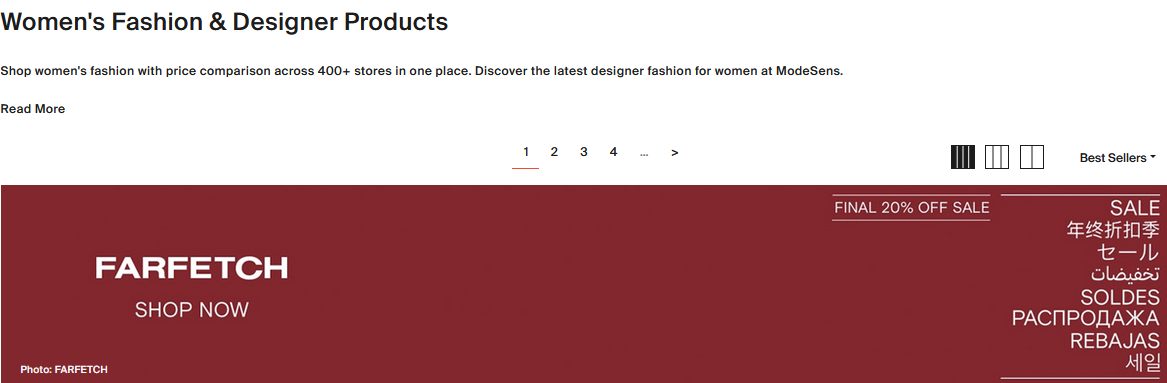 Women's Fashion & Designer Products
Shop women's fashion with price comparison across 400+ stores in one place. Discover the latest designer fashion for women at ModeSens.
Read More
1 2 3 4 ... >
Best Sellers
FINAL 20% OFF SALE
FARFETCH
SHOP NOW
Photo: FARFETCH
SALE
年终折扣季
セール
تخفيضات
SOLDES
РАСПРОДАЖА
REBAJAS
세일